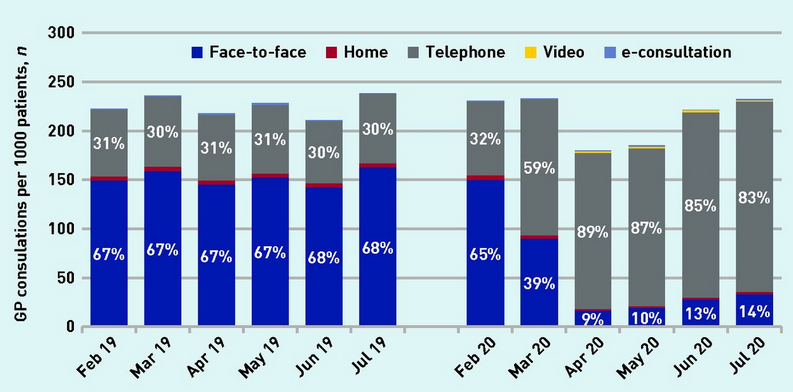 300
Face-to-face Home Telephone Video e-consultation
250
200
150
100
50
0
GP consulations per 1000 patients, n
31% 30% 31% 31% 30% 30% 32% 59% 89% 87% 85% 83%
67% 67% 67% 67% 68% 68% 65% 39% 9% 10% 13% 14%
Feb 19 Mar 19 Apr 19 May 19 Jun 19 Jul 19 Feb 20 Mar 20 Apr 20 May 20 Jun 20 Jul 20